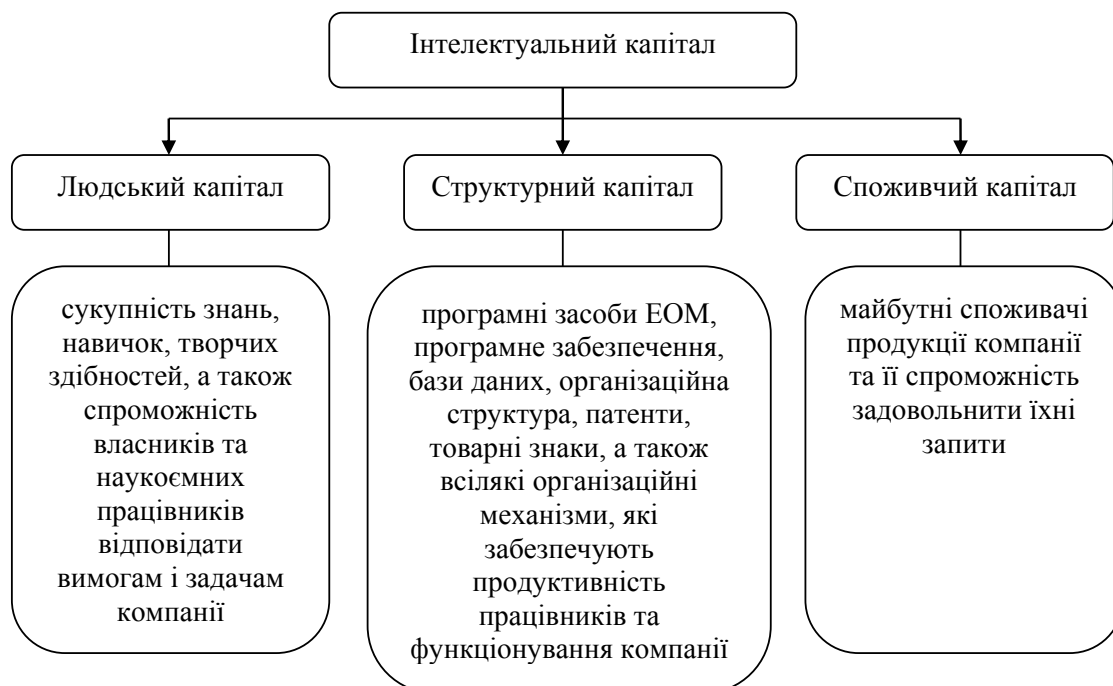 Інтелектуальний капітал
Людський капітал
Структурний капітал
Споживчий капітал
сукупність знань,
навичок, творчих
здібностей, а також
спроможність
власників та
наукоємних
працівників
відповідати
вимогам і задачам
компанії
програмні засоби ЕОМ,
програмне забезпечення,
бази даних, організаційна
структура, патенти,
товарні знаки, а також
всілякі організаційні
механізми, які
забезпечують
продуктивність
працівників та
функціонування компанії
майбутні споживачі
продукції компанії
та її спроможність
задовольнити їхні
запити